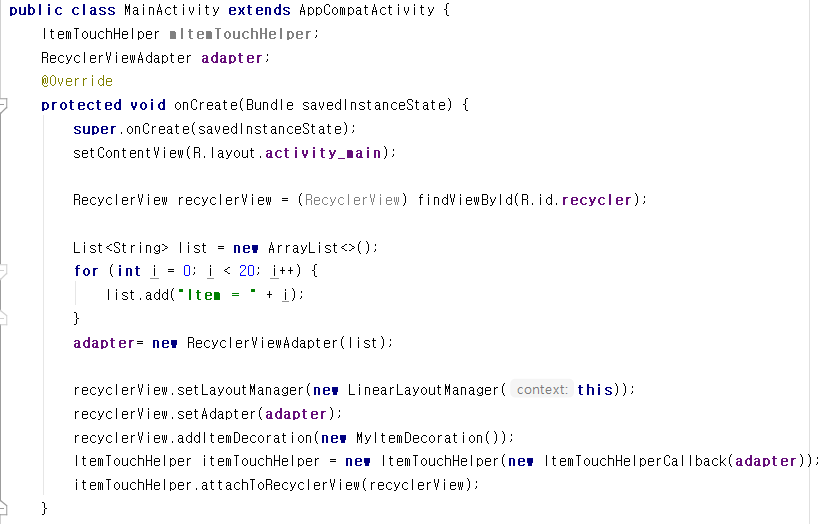 public class MainActivity extends AppCompatActivity {
    ItemTouchHelper mItemTouchHelper;
    RecyclerViewAdapter adapter;
    @Override
    protected void onCreate(Bundle savedInstanceState) {
        super.onCreate(savedInstanceState);
        setContentView(R.layout.activity_main);
        RecyclerView recyclerView = (RecyclerView) findViewById(R.id.recycler);
        List<String> list = new ArrayList<>();
        for (int i = 0; i < 20; i++) {
            list.add("Item = " + i);
        }
        adapter= new RecyclerViewAdapter(list);
        recyclerView.setLayoutManager(new LinearLayoutManager( context: this));
        recyclerView.setAdapter(adapter);
        recyclerView.addItemDecoration(new MyItemDecoration());
        ItemTouchHelper itemTouchHelper = new ItemTouchHelper(new ItemTouchHelperCallback(adapter));
        itemTouchHelper.attachToRecyclerView(recyclerView);
    }